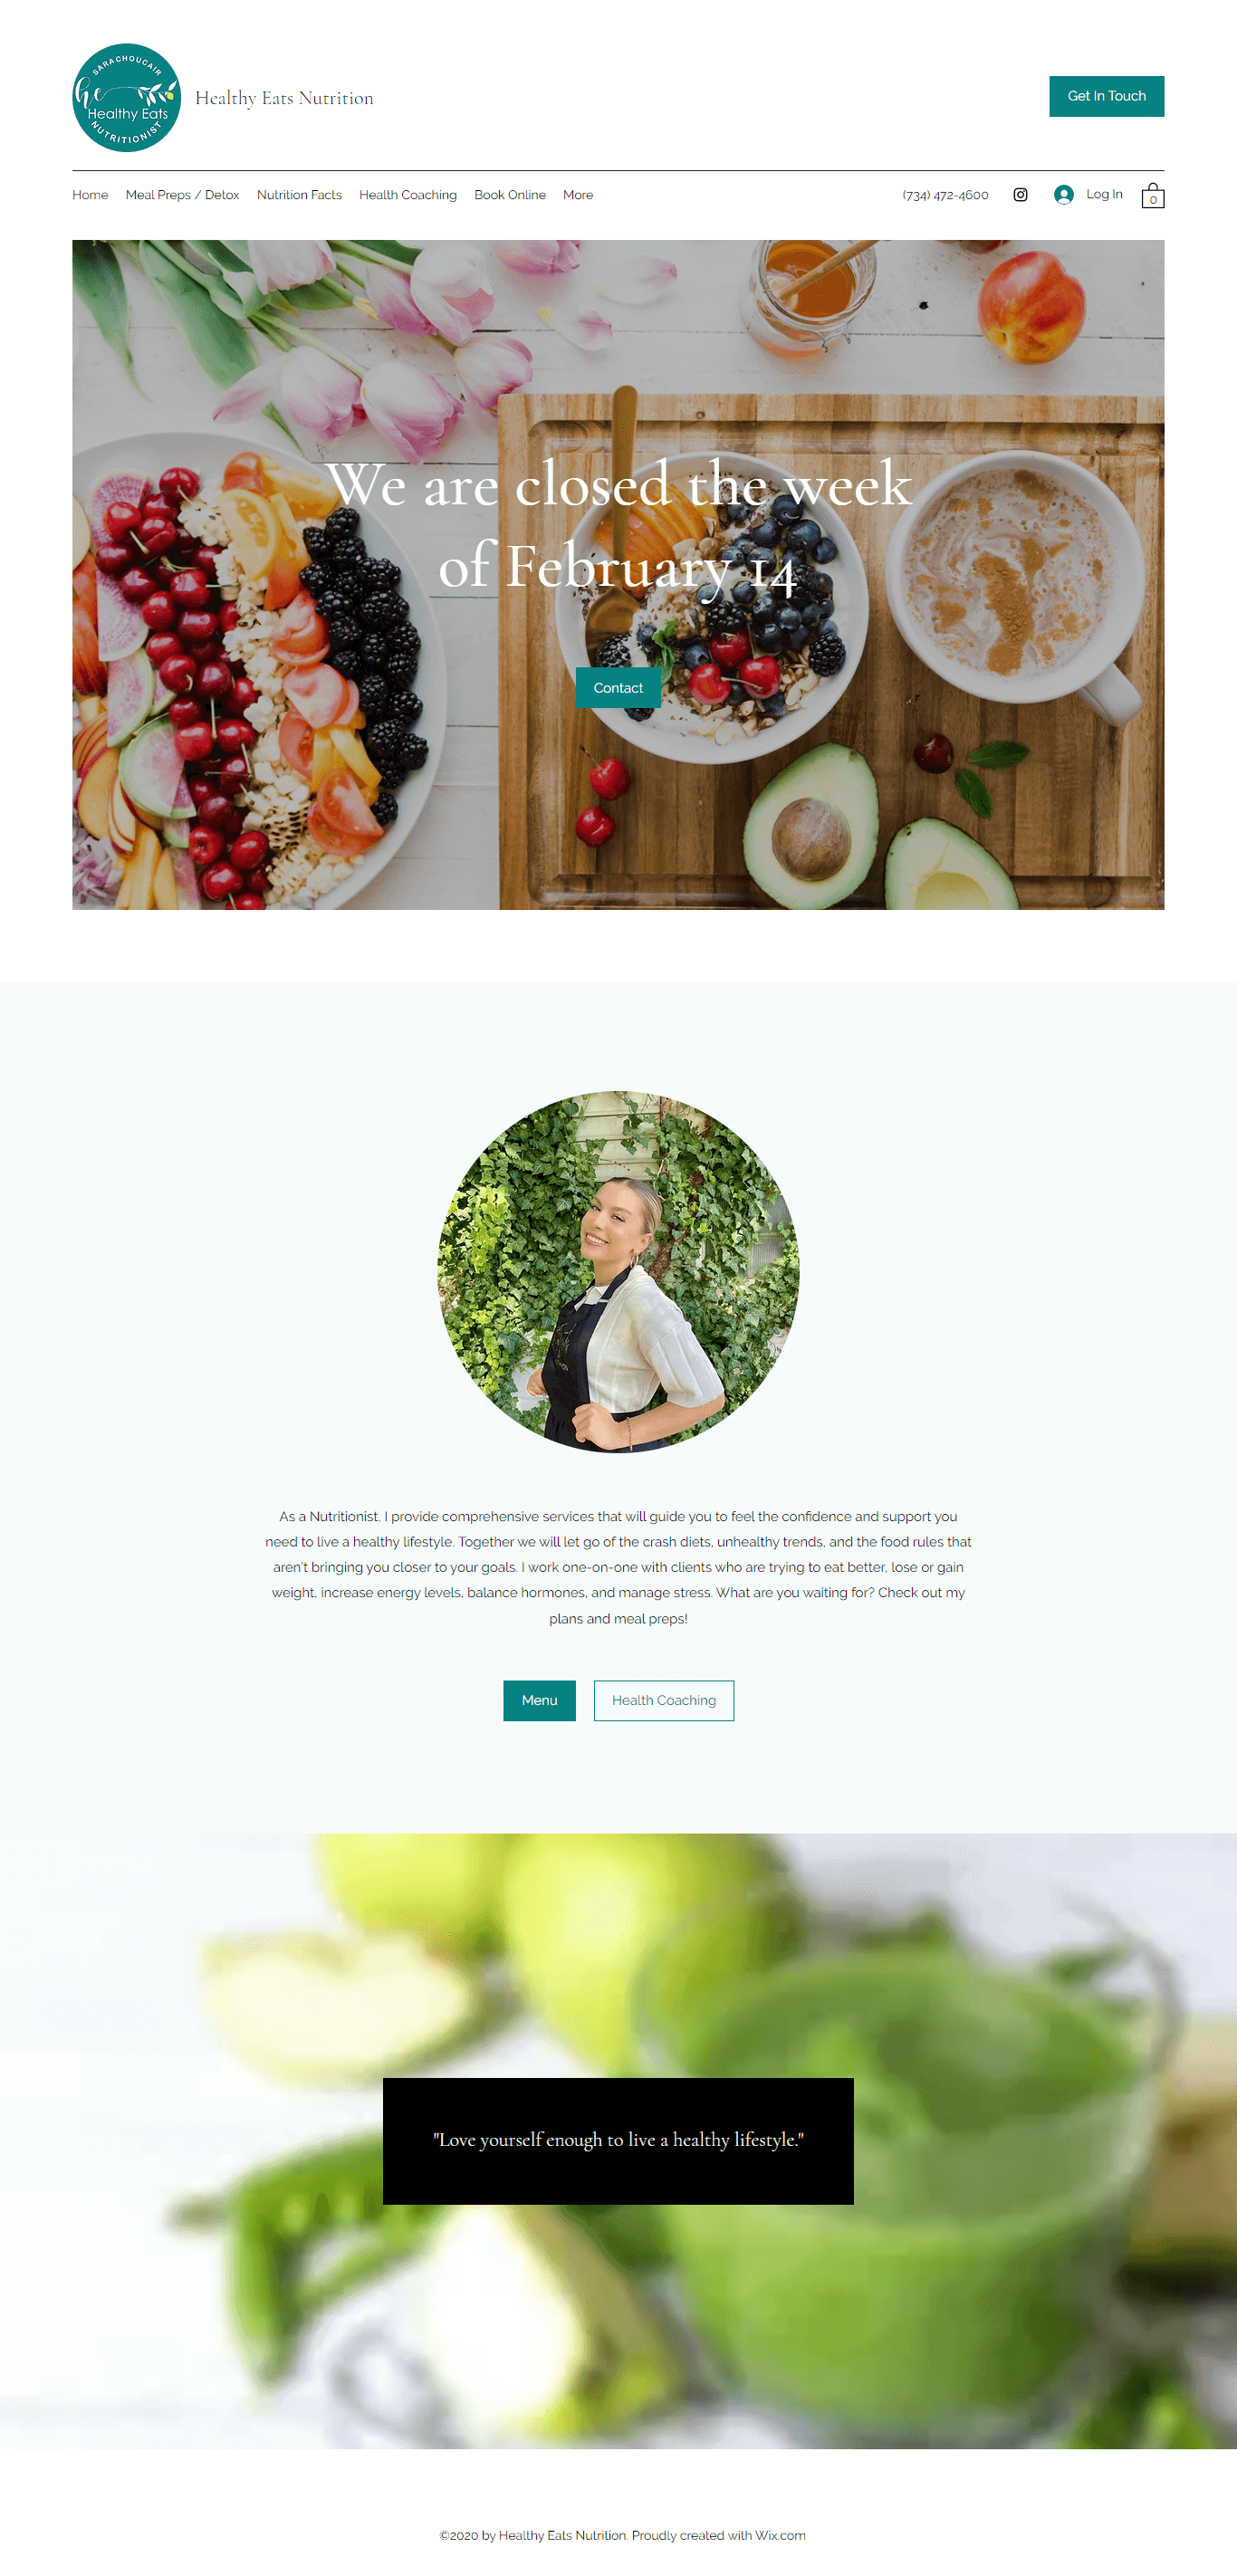 SARACHOUCAIR
he
Healthy Eats
NUTRITIONIST
Healthy Eats Nutrition
Get In Touch
Home Meal Preps / Detox Nutrition Facts Health Coaching Book Online More
(734) 472-4600
Log In
0
We are closed the week
of February 14
Contact
As a Nutritionist, I provide comprehensive services that will guide you to feel the confidence and support you
need to live a healthy lifestyle. Together we will let go of the crash diets, unhealthy trends, and the food rules that
aren't bringing you closer to your goals. I work one-on-one with clients who are trying to eat better, lose or gain
weight, increase energy levels, balance hormones, and manage stress. What are you waiting for? Check out my
plans and meal preps!
Menu
Health Coaching
"Love yourself enough to live a healthy lifestyle."
©2020 by Healthy Eats Nutrition. Proudly created with Wix.com